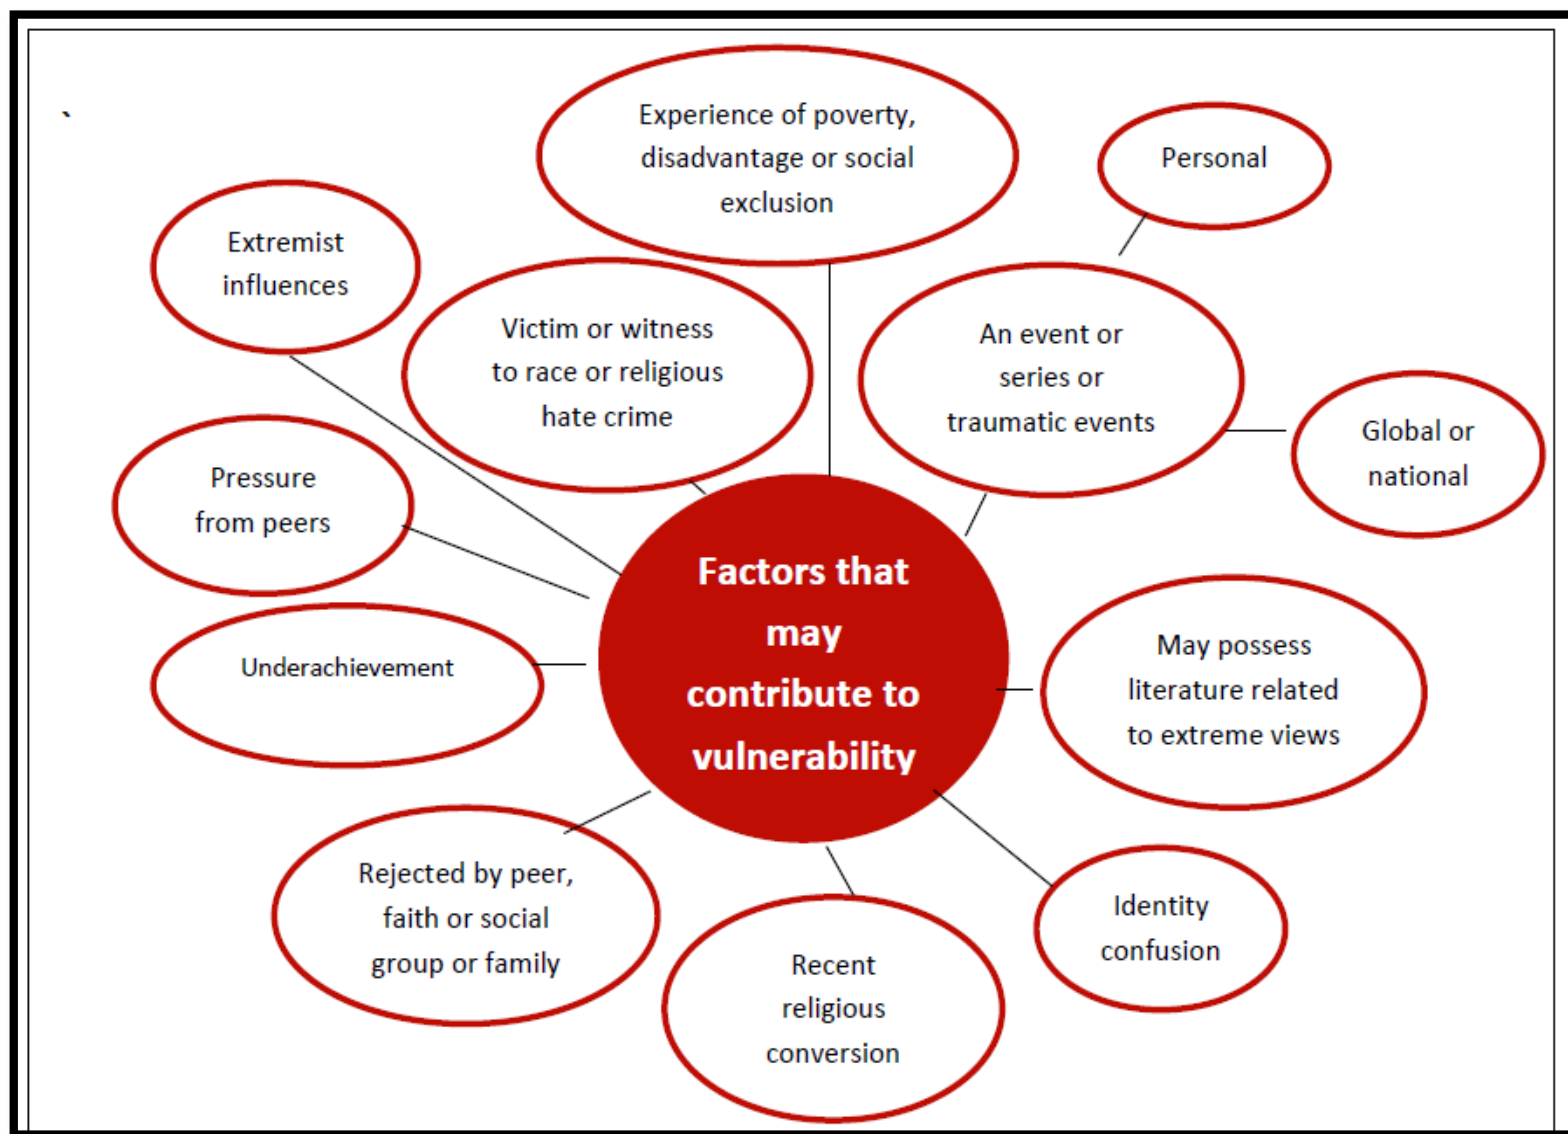 `
Experience of poverty,
disadvantage or social
exclusion
Personal
Extremist
influences
Victim or witness
to race or religious
hate crime
An event or
series or
traumatic events
Global or
national
Pressure
from peers
Factors that
may
contribute to
vulnerability
Underachievement
May possess
literature related
to extreme views
Rejected by peer,
faith or social
group or family
Identity
confusion
Recent
religious
conversion